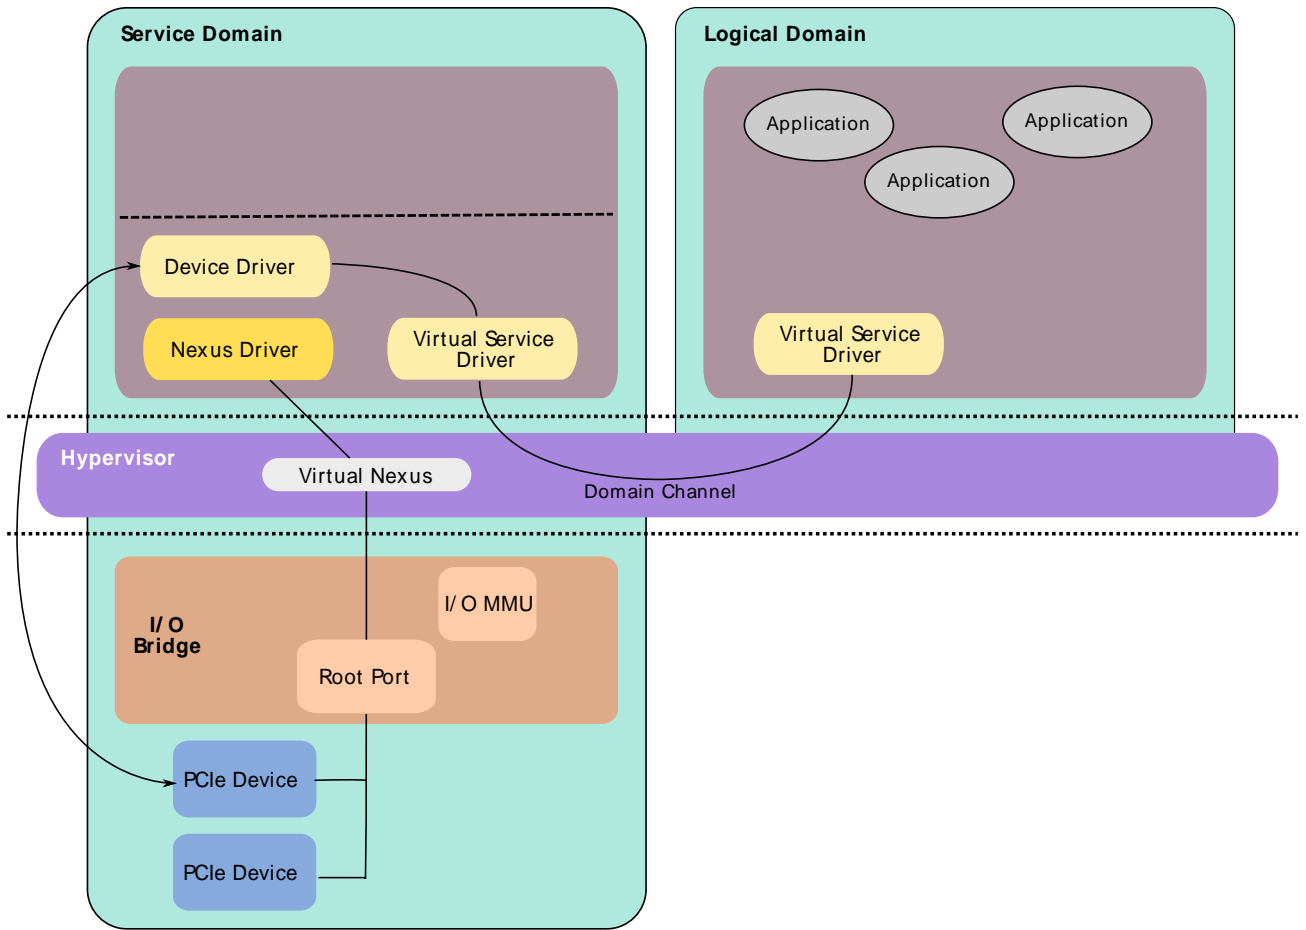 Service Domain
Logical Domain
Application
Application
Application
Device Driver
Nexus Driver
Virtual Service
Driver
Virtual Service
Driver
Hypervisor
Virtual Nexus
Domain Channel
I/O
Bridge
I/O MMU
Root Port
PCIe Device
PCIe Device